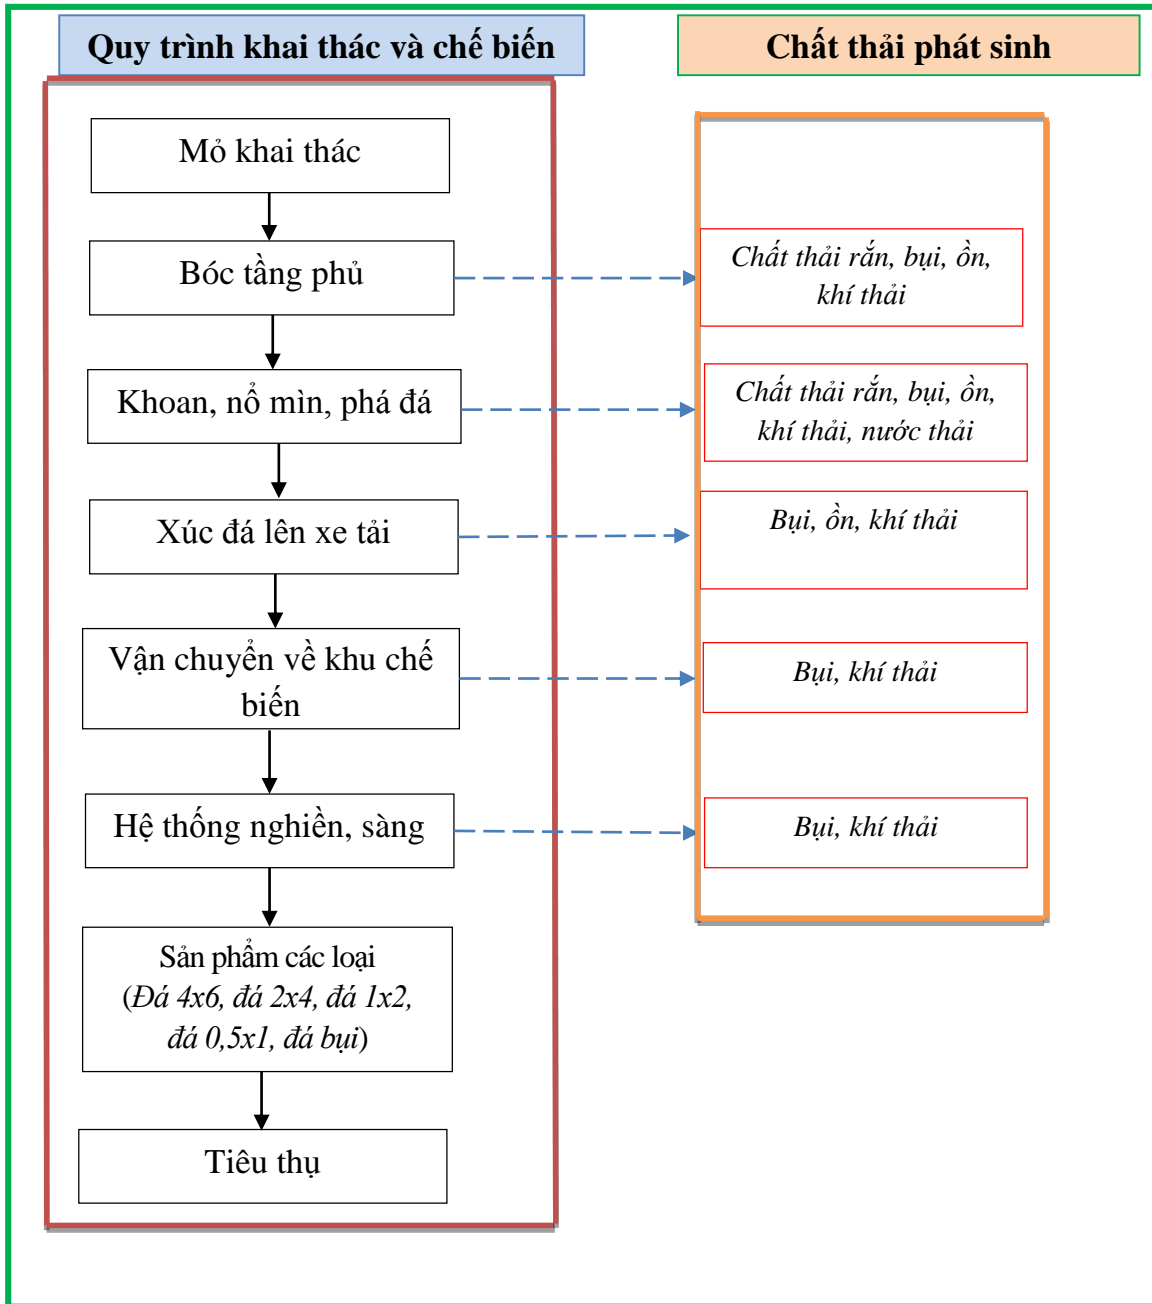 Quy trình khai thác và chế biến
Chất thải phát sinh
Mỏ khai thác
Bóc tầng phủ
Chất thải rắn, bụi, ồn,
khí thải
Khoan, nổ mìn, phá đá
Chất thải rắn, bụi, ồn,
khí thải, nước thải
Xúc đá lên xe tải
Bụi, ồn, khí thải
Vận chuyển về khu chế
biến
Bụi, khí thải
Hệ thống nghiền, sàng
Bụi, khí thải
Sản phẩm các loại
(Đá 4x6, đá 2x4, đá 1x2,
đá 0,5x1, đá bụi)
Tiêu thụ